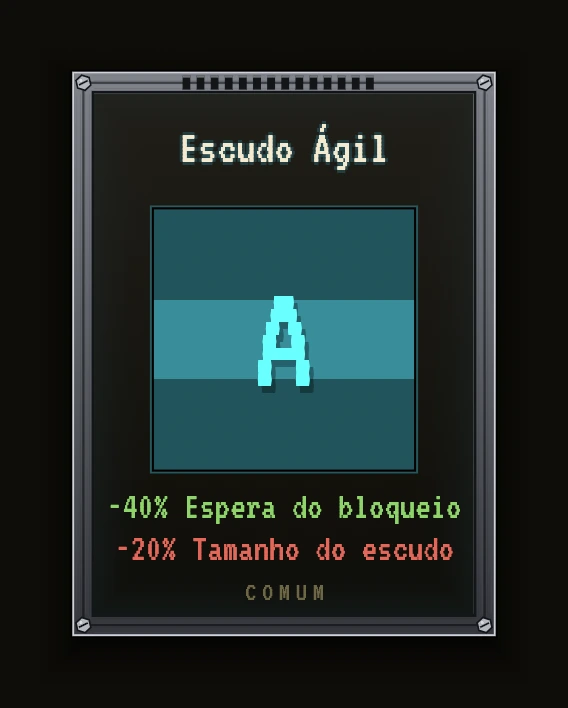 Escudo Ágil
A
-40% Espera do bloqueio
-20% Tamanho do escudo
COMUM